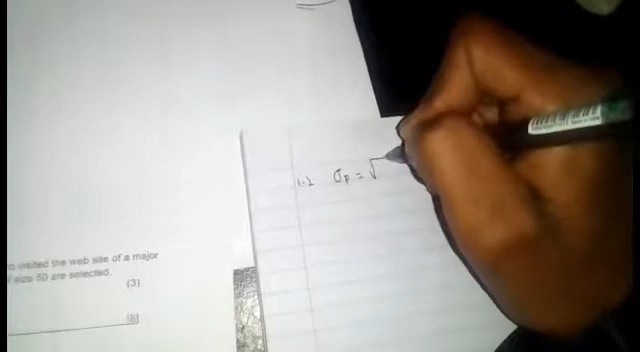 1.2 σp = √
visited the web site of a major
size 50 are selected.
(3)
[8]